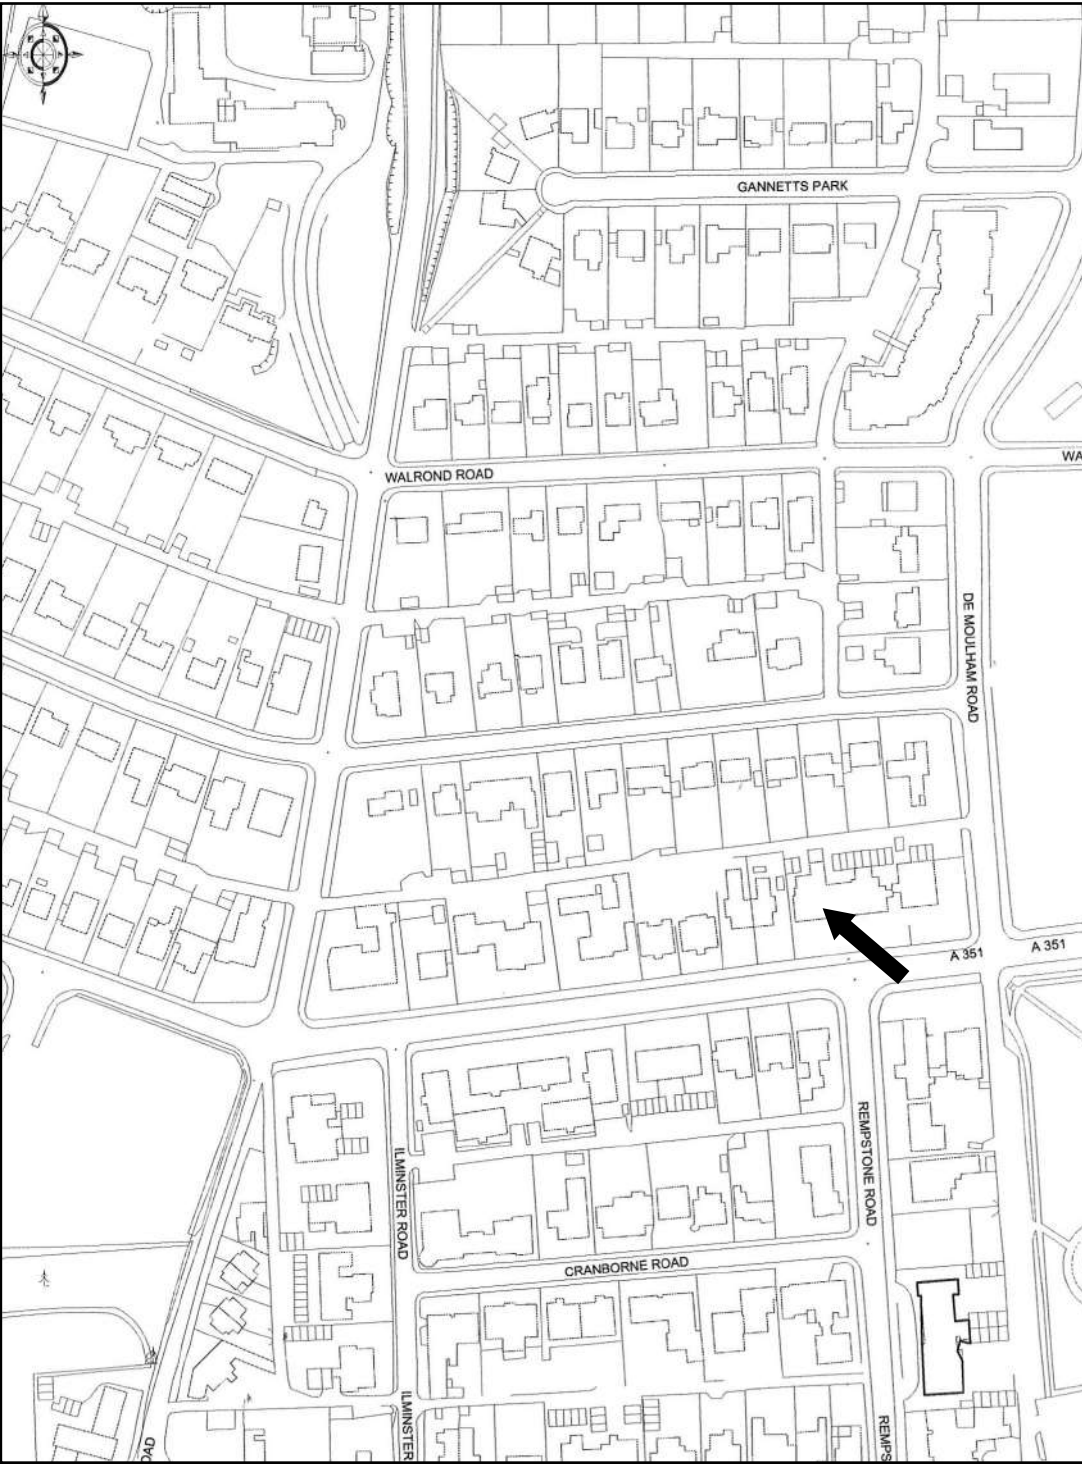 GANNETTS PARK
WALROND ROAD
WA
DE MOULHAM ROAD
A 351
A 351
REMPSTONE ROAD
ILMINSTER ROAD
CRANBORNE ROAD
ILMINSTER
REMPS
OAD